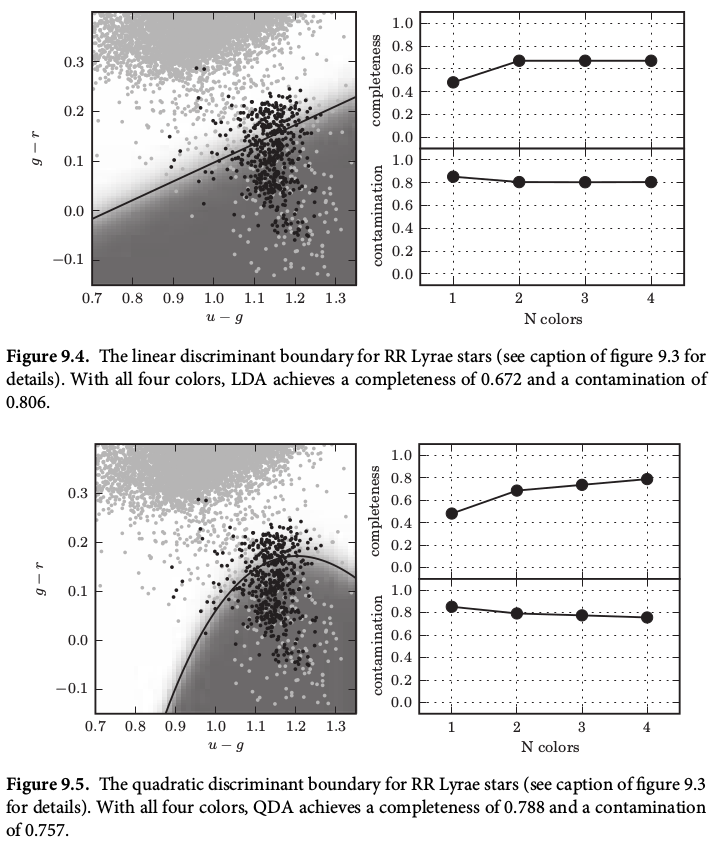 0.3
0.2
0.1
0.0
−0.1
g − r
0.7 0.8 0.9 1.0 1.1 1.2 1.3
u − g
1.0
0.8
0.6
0.4
0.2
0.0
completeness
1.0
0.8
0.6
0.4
0.2
0.0
contamination
1 2 3 4
N colors
Figure 9.4. The linear discriminant boundary for RR Lyrae stars (see caption of figure 9.3 for
details). With all four colors, LDA achieves a completeness of 0.672 and a contamination of
0.806.
0.3
0.2
0.1
0.0
−0.1
g − r
0.7 0.8 0.9 1.0 1.1 1.2 1.3
u − g
1.0
0.8
0.6
0.4
0.2
0.0
completeness
1.0
0.8
0.6
0.4
0.2
0.0
contamination
1 2 3 4
N colors
Figure 9.5. The quadratic discriminant boundary for RR Lyrae stars (see caption of figure 9.3
for details). With all four colors, QDA achieves a completeness of 0.788 and a contamination
of 0.757.